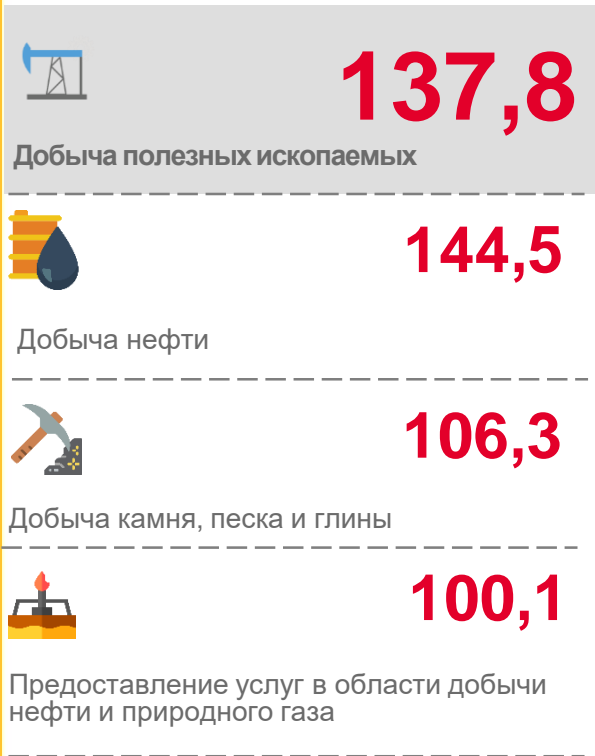 137,8
Добыча полезных ископаемых
144,5
Добыча нефти
106,3
Добыча камня, песка и глины
100,1
Предоставление услуг в области добычи
нефти и природного газа